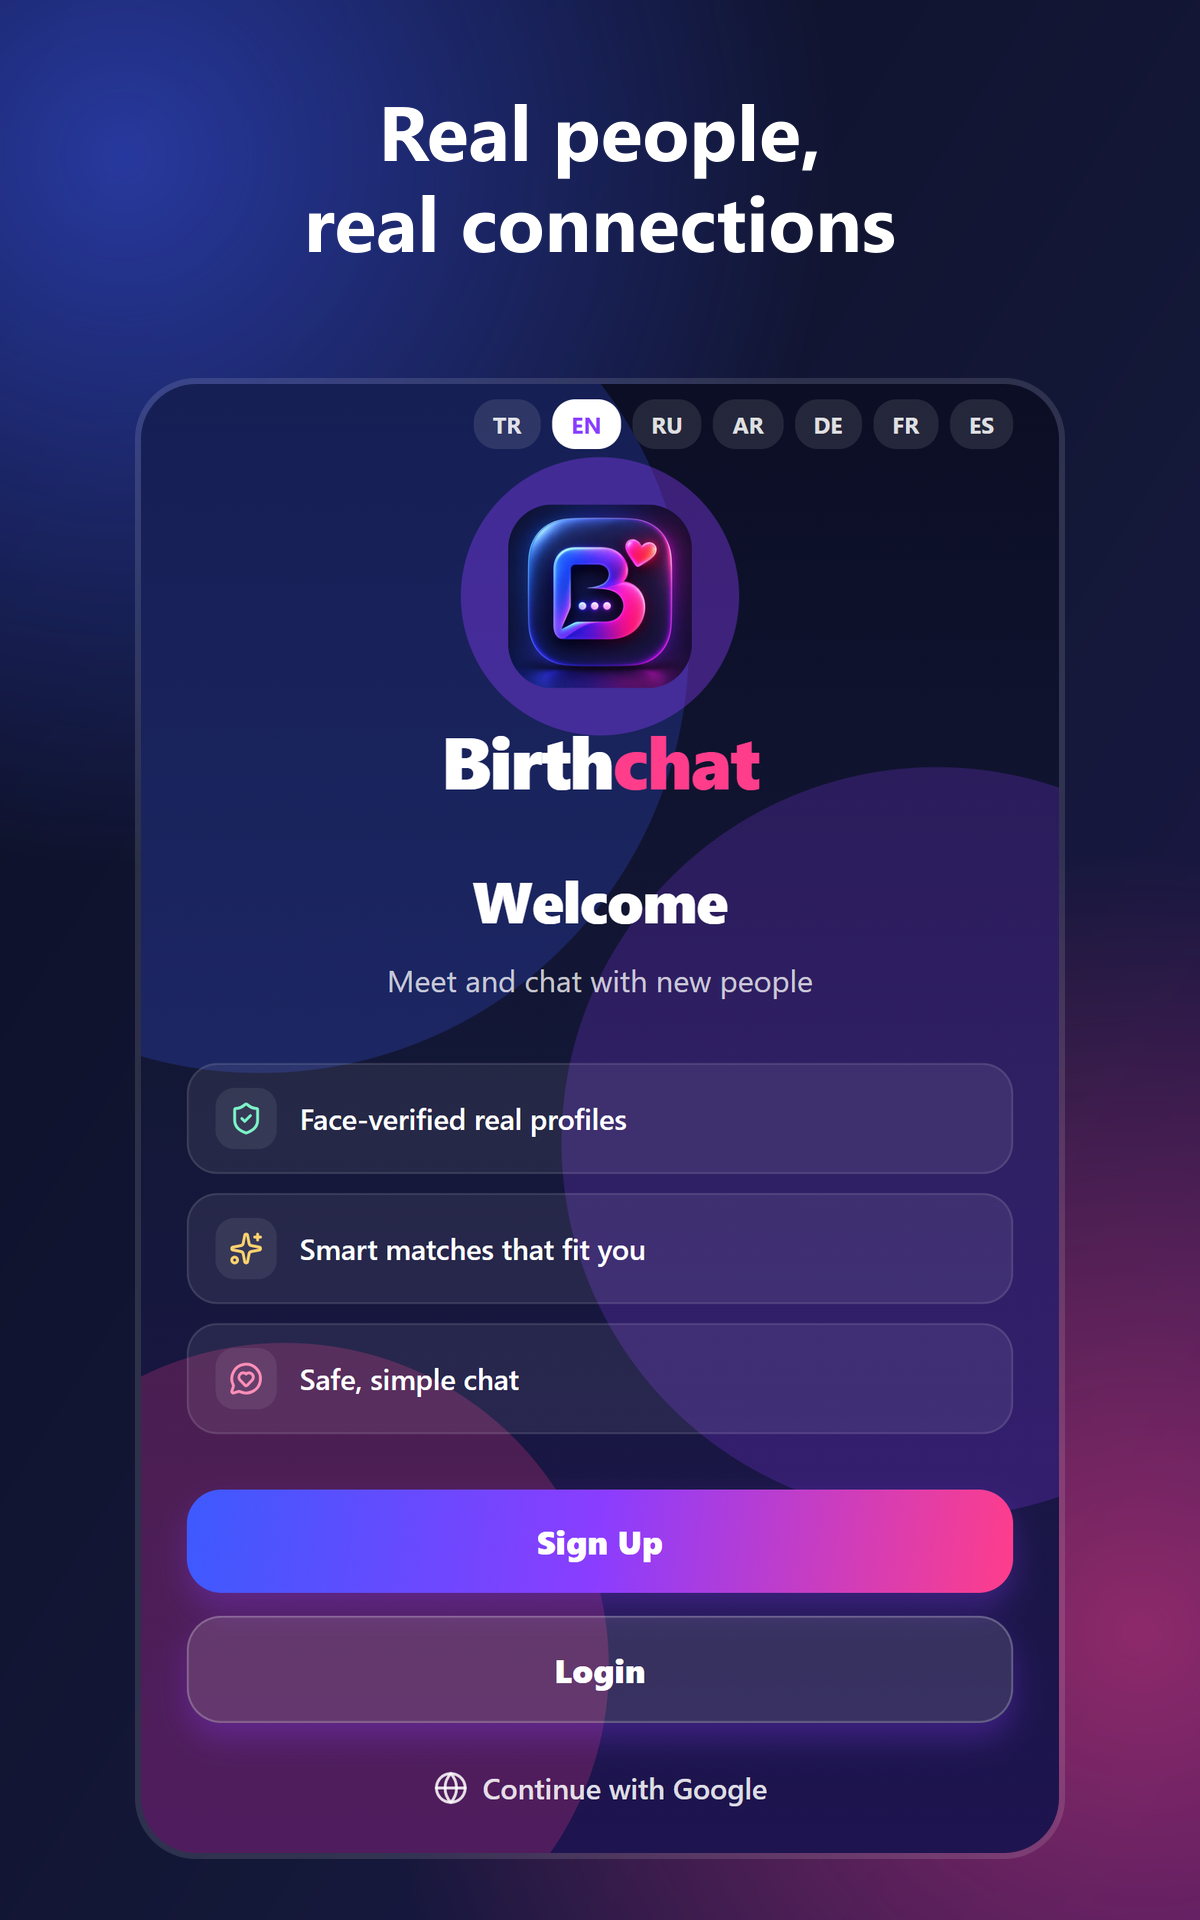 Real people,
real connections
TR EN RU AR DE FR ES
B
Birthchat
Welcome
Meet and chat with new people
Face-verified real profiles
Smart matches that fit you
Safe, simple chat
Sign Up
Login
Continue with Google